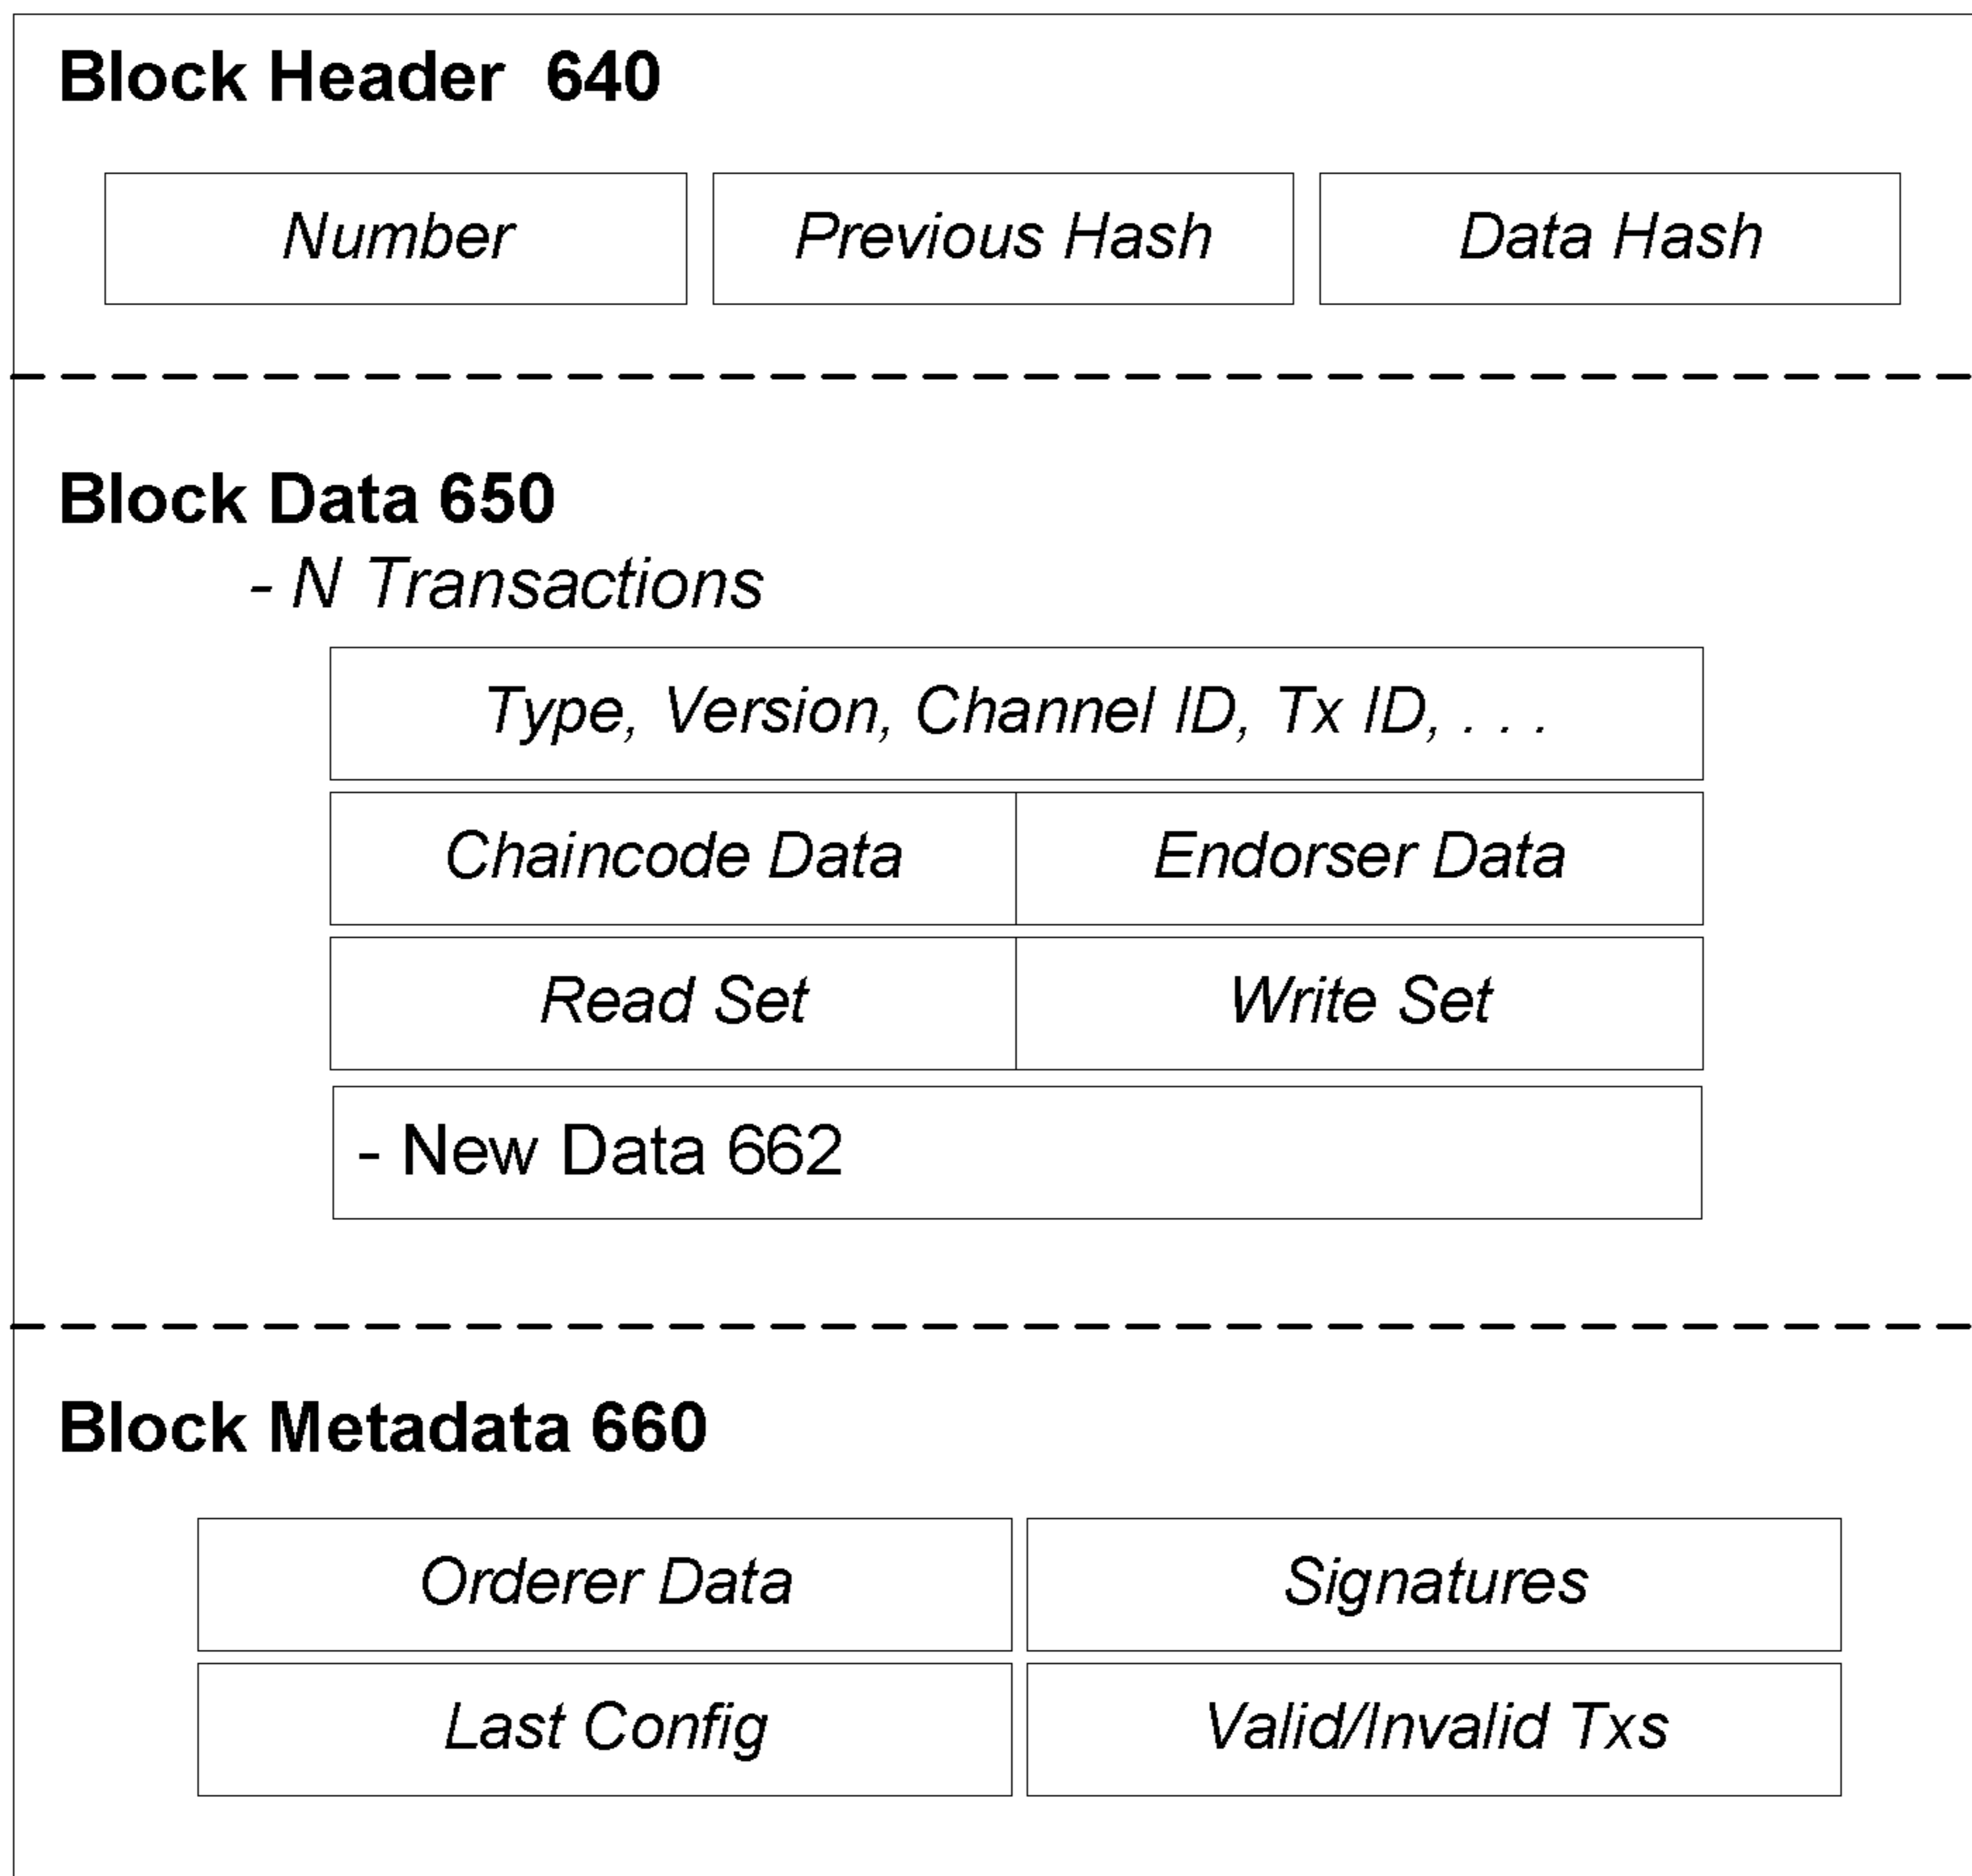 Block Header 640
Number Previous Hash Data Hash
Block Data 650
- N Transactions
Type, Version, Channel ID, Tx ID, . . .
Chaincode Data Endorser Data
Read Set Write Set
- New Data 662
Block Metadata 660
Orderer Data Signatures
Last Config Valid/Invalid Txs